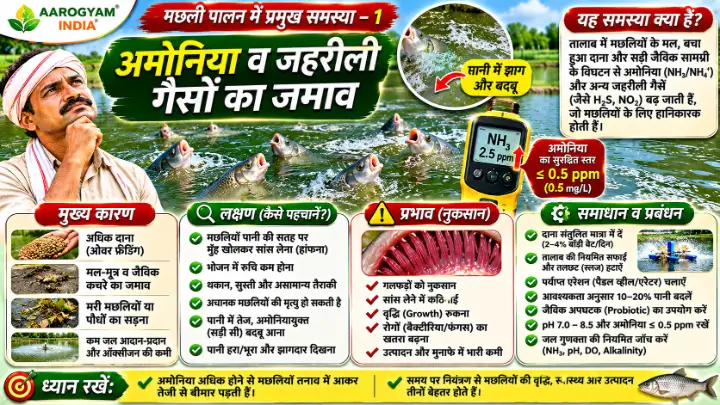 AAROGYAM®
INDIA
मछली पालन में प्रमुख समस्या – 1
अमोनिया व जहरीली
गैसों का जमाव
पानी में झाग
और बदबू
NH₃
2.5 ppm
अमोनिया
का सुरक्षित स्तर
≤ 0.5 ppm
(0.5 mg/L)
यह समस्या क्या हैं?
तालाब में मछलियों के मल, बचा
हुआ दाना और सड़ी जैविक सामग्री
के विघटन से अमोनिया (NH₃/NH₄⁺)
और अन्य जहरीली गैसें
(जैसे H₂S, NO₂) बढ़ जाती हैं,
जो मछलियों के लिए हानिकारक
होती हैं।
मुख्य कारण
अधिक दाना
(ओवर फ्रीडिंग)
मल-मुत्र व जैविक
कचरे का जमाव
मरी मछलियों या
पौधों का सड़ना
कम जल आदान-प्रदान
और ऑक्सीजन की कमी
लक्षण (कैसे पहचानें?)
मछलियाँ पानी की सतह पर
मुँह खोलकर सांस लेना (हांफना)
भोजन में रुचि कम होना
थकान, सुस्ती और असामान्य तैराकी
अचानक मछलियों की मृत्यु हो सकती है
पानी में तेज, अमोनियायुक्त
(सड़ी सी) बदबू आना
पानी हरा/भूरा और झागदार दिखना
प्रभाव (नुकसान)
गलफड़ों को नुकसान
सांस लेने में
वृद्धि (Growth) रुकना
रोगों (बैक्टीरिया/फंगस) का
खतरा बढ़ना
उत्पादन और मुनाफे में भारी कमी
समाधान व प्रबंधन
दाना संतुलित मात्रा में दें
(2–4% बॉडी वेट/दिन)
तालाब की नियमित सफाई
और तलछट (स्लज) हटाएँ
पर्याप्त एरेशन (पैडल व्हील/एरेटर) चलाएँ
आवश्यकता अनुसार 10–20% पानी बदलें
जैविक अपघटक (Probiotic) का उपयोग करें
pH 7.0 – 8.5 और अमोनिया ≤ 0.5 ppm रखें
जल गुणवत्ता की नियमित जाँच करें
(NH₃, pH, DO, Alkalinity)
ध्यान रखें:
अमोनिया अधिक होने से मछलियाँ तनाव में आकर
तेजी से बीमार पड़ती हैं।
समय पर नियंत्रण से मछलियों की वृद्धि, और उत्पादन
तीनों बेहतर होते हैं।